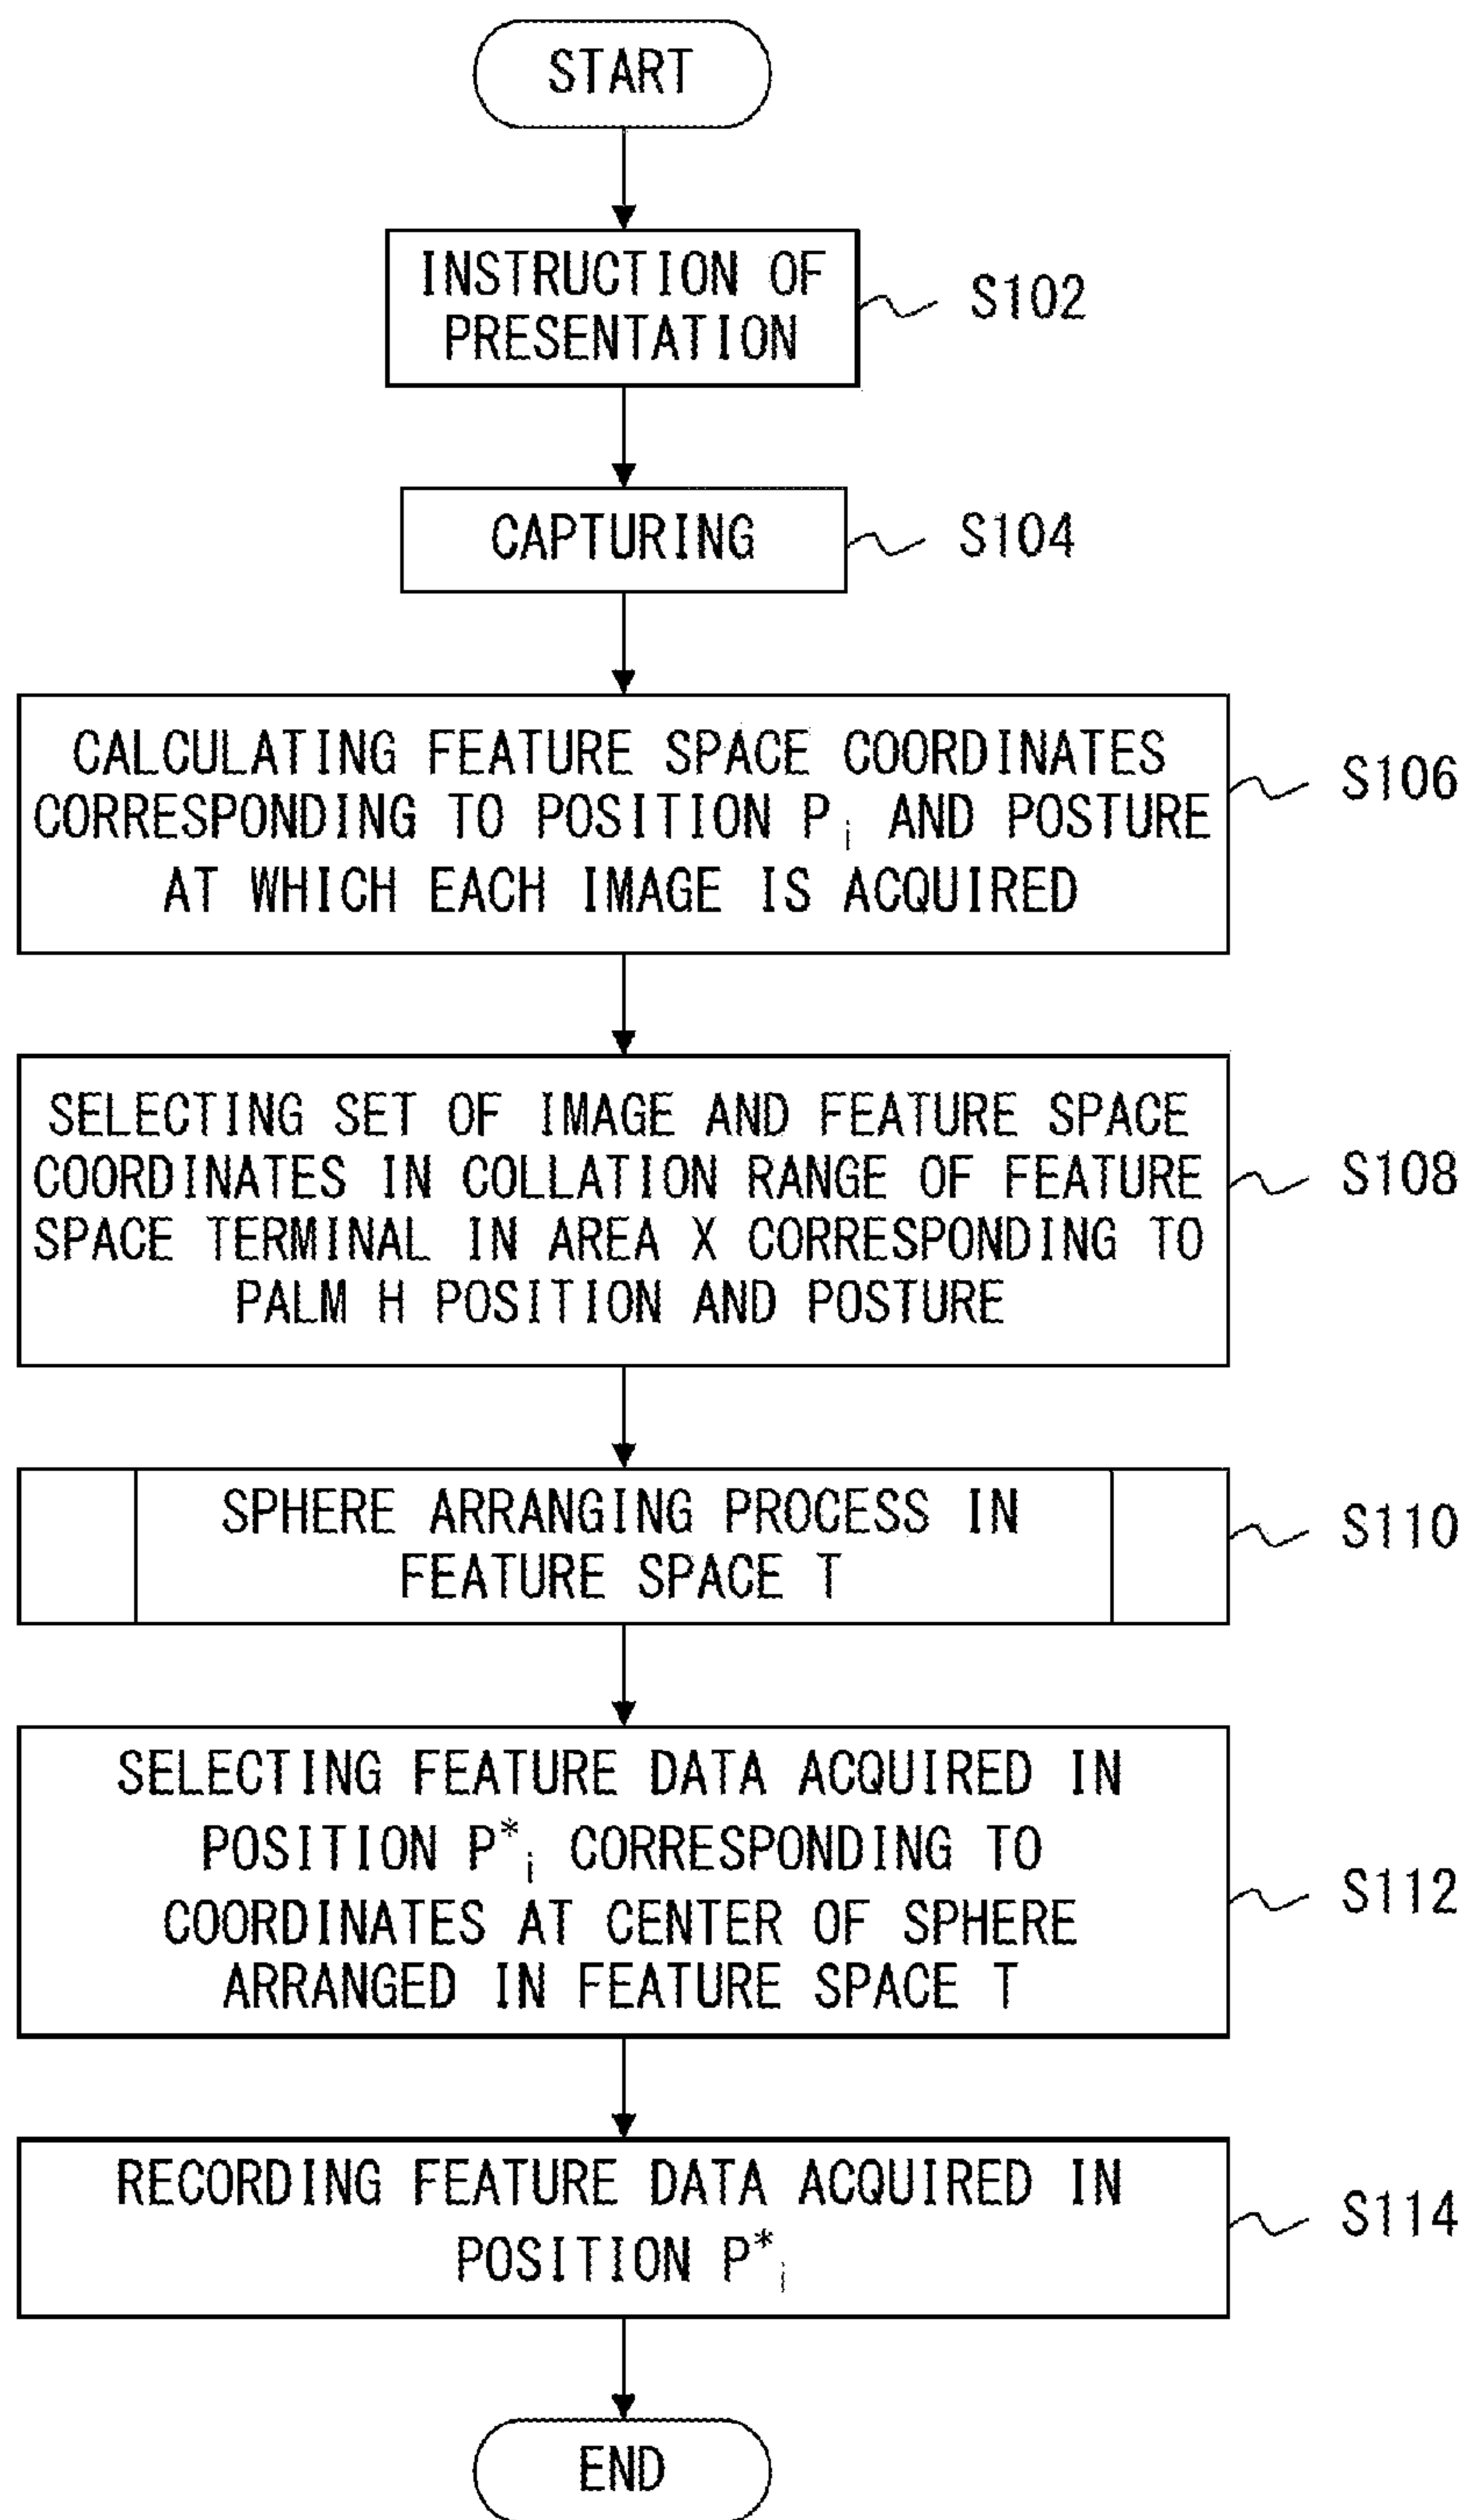 START
INSTRUCTION OF
PRESENTATION
S102
CAPTURING
S104
CALCULATING FEATURE SPACE COORDINATES
CORRESPONDING TO POSITION Pi AND POSTURE
AT WHICH EACH IMAGE IS ACQUIRED
S106
SELECTING SET OF IMAGE AND FEATURE SPACE
COORDINATES IN COLLATION RANGE OF FEATURE
SPACE TERMINAL IN AREA X CORRESPONDING TO
PALM H POSITION AND POSTURE
S108
SPHERE ARRANGING PROCESS IN
FEATURE SPACE T
S110
SELECTING FEATURE DATA ACQUIRED IN
POSITION P*i CORRESPONDING TO
COORDINATES AT CENTER OF SPHERE
ARRANGED IN FEATURE SPACE T
S112
RECORDING FEATURE DATA ACQUIRED IN
POSITION P*i
S114
END